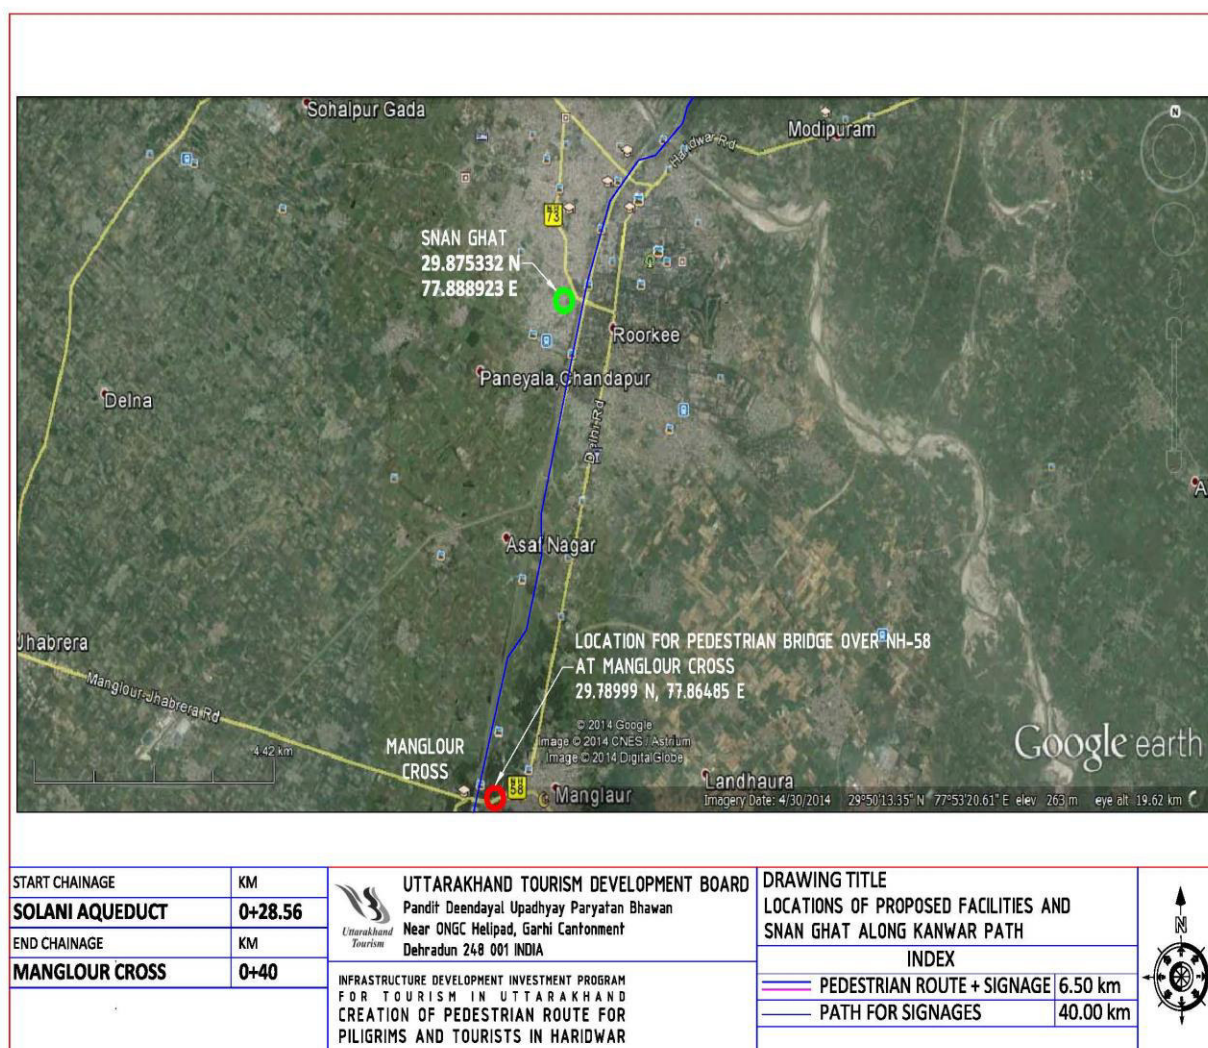 Sohalpur Gada
Modipuram
Haridwar Rd
N
73
SNAN GHAT
29.875332 N
77.888923 E
Roorkee
Paneyala,Chandapur
Delna
Delhi Rd
A
Asaf Nagar
Jhabrera
LOCATION FOR PEDESTRIAN BRIDGE OVER NH-58
AT MANGLOUR CROSS
29.78999 N, 77.86485 E
Manglour-Jhabrera Rd
© 2014 Google
Image © 2014 CNES / Astrium
Image © 2014 DigitalGlobe
Google earth
4.42 km
MANGLOUR
CROSS
58
Manglaur
Landhaura
Imagery Date: 4/30/2014 29°50'13.35" N 77°53'20.61" E elev 263 m eye alt 19.62 km
START CHAINAGE KM
SOLANI AQUEDUCT 0+28.56
END CHAINAGE KM
MANGLOUR CROSS 0+40
Uttarakhand
Tourism
UTTARAKHAND TOURISM DEVELOPMENT BOARD
Pandit Deendayal Upadhyay Paryatan Bhawan
Near ONGC Helipad, Garhi Cantonment
Dehradun 248 001 INDIA
INFRASTRUCTURE DEVELOPMENT INVESTMENT PROGRAM
FOR TOURISM IN UTTARAKHAND
CREATION OF PEDESTRIAN ROUTE FOR
PILIGRIMS AND TOURISTS IN HARIDWAR
DRAWING TITLE
LOCATIONS OF PROPOSED FACILITIES AND
SNAN GHAT ALONG KANWAR PATH
INDEX
PEDESTRIAN ROUTE + SIGNAGE 6.50 km
PATH FOR SIGNAGES 40.00 km
N